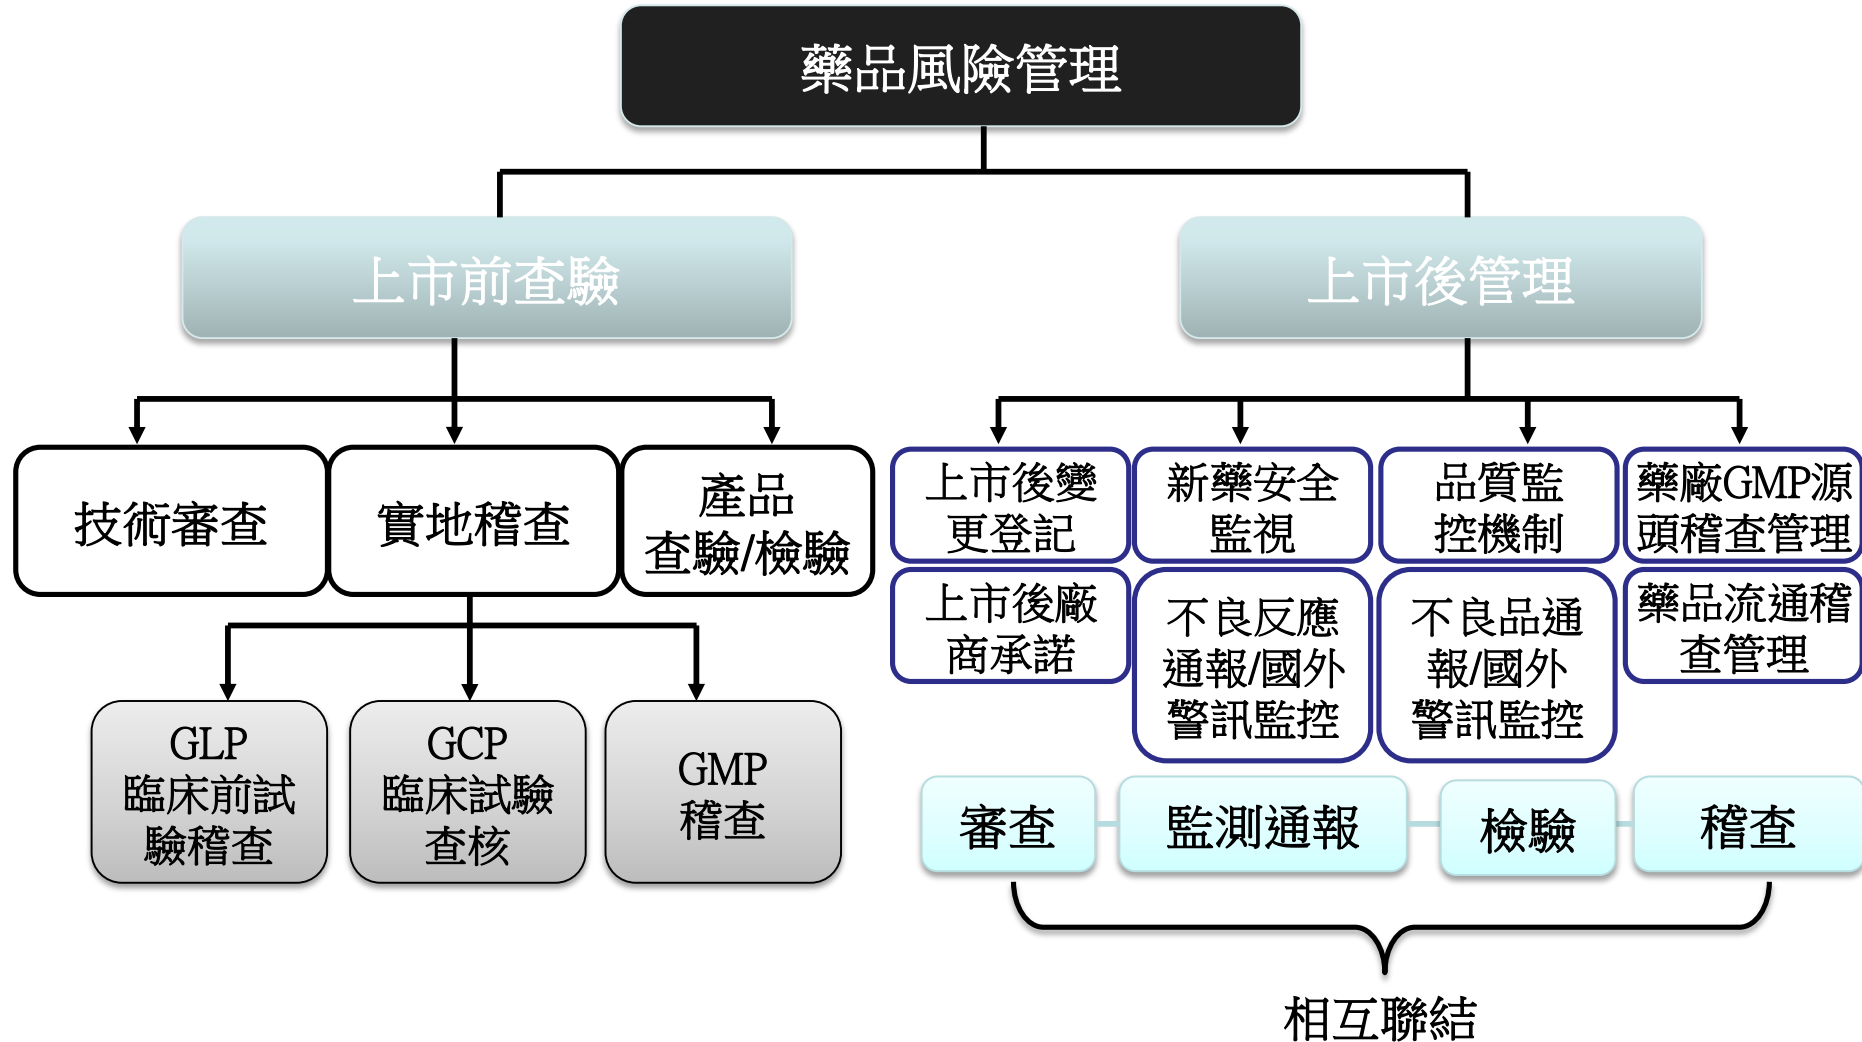 藥品風險管理
上市前查驗
上市後管理
技術審查
實地稽查
產品
查驗/檢驗
GLP
臨床前試
驗稽查
GCP
臨床試驗
查核
GMP
稽查
上市後變
更登記
新藥安全
監視
品質監
控機制
藥廠GMP源
頭稽查管理
上市後廠
商承諾
不良反應
通報/國外
警訊監控
不良品通
報/國外
警訊監控
藥品流通稽
查管理
審查
監測通報
檢驗
稽查
相互聯結